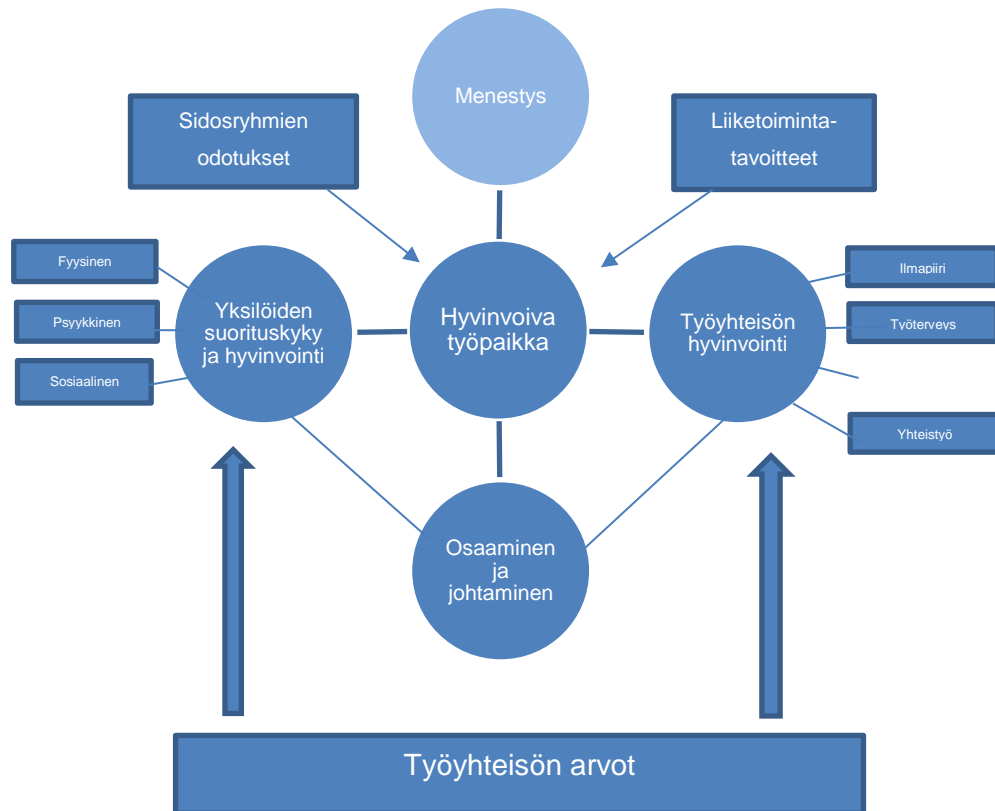 Menestys
Sidosryhmien
odotukset
Liiketoiminta-
tavoitteet
Fyysinen
Psyykkinen
Sosiaalinen
Yksilöiden
suorituskyky
ja hyvinvointi
Hyvinvoiva
työpaikka
Työyhteisön
hyvinvointi
Ilmapiiri
Työterveys
Yhteistyö
Osaaminen
ja
johtaminen
Työyhteisön arvot